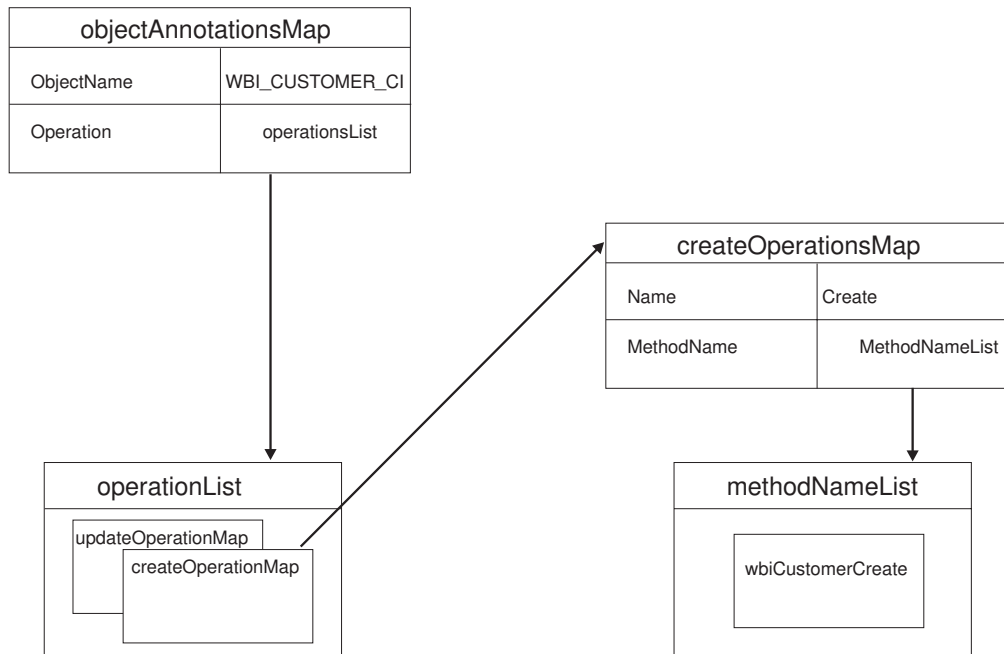 objectAnnotationsMap
ObjectName WBI_CUSTOMER_CI
Operation operationsList
createOperationsMap
Name Create
MethodName MethodNameList
operationList
updateOperationMap
createOperationMap
methodNameList
wbiCustomerCreate